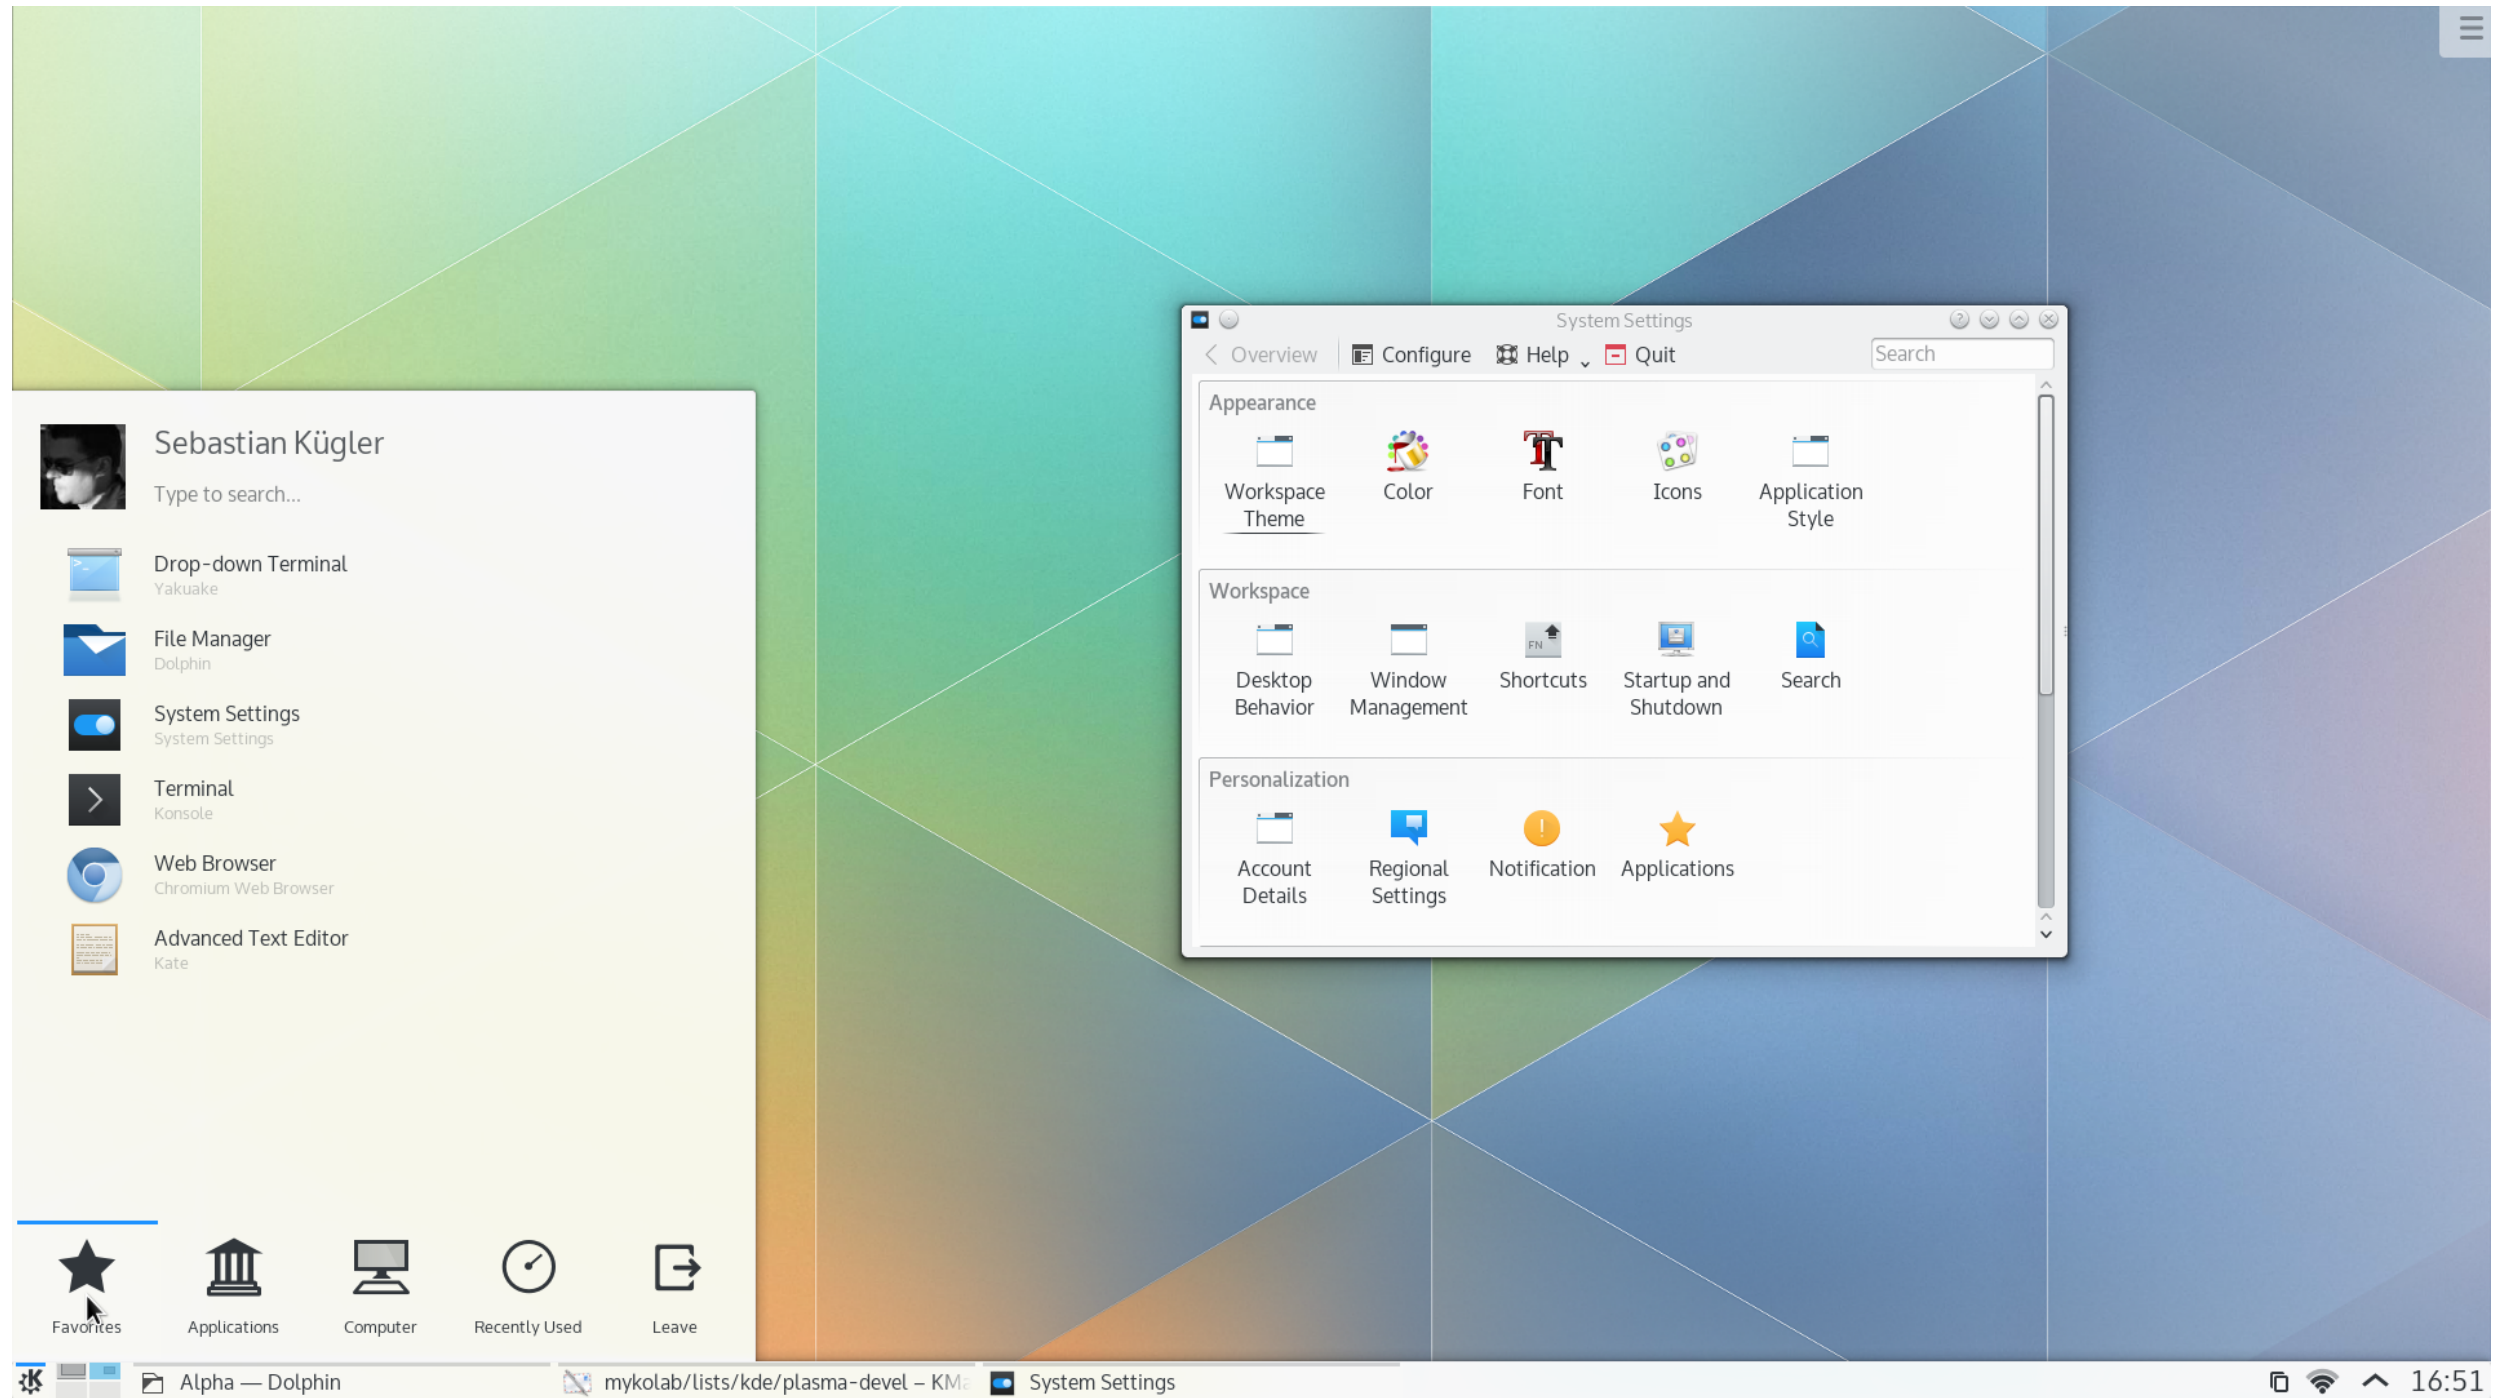 Sebastian Kügler
Type to search...
Drop-down Terminal
Yakuake
File Manager
Dolphin
System Settings
System Settings
Terminal
Konsole
Web Browser
Chromium Web Browser
Advanced Text Editor
Kate
Favorites
Applications
Computer
Recently Used
Leave
System Settings
Overview
Configure
Help
Quit
Search
Appearance
Workspace
Theme
Color
Font
Icons
Application
Style
Workspace
Desktop
Behavior
Window
Management
FN
Shortcuts
Startup and
Shutdown
Search
Personalization
Account
Details
Regional
Settings
Notification
Applications
Alpha — Dolphin
mykolab/lists/kde/plasma-devel – KMa
System Settings
16:51